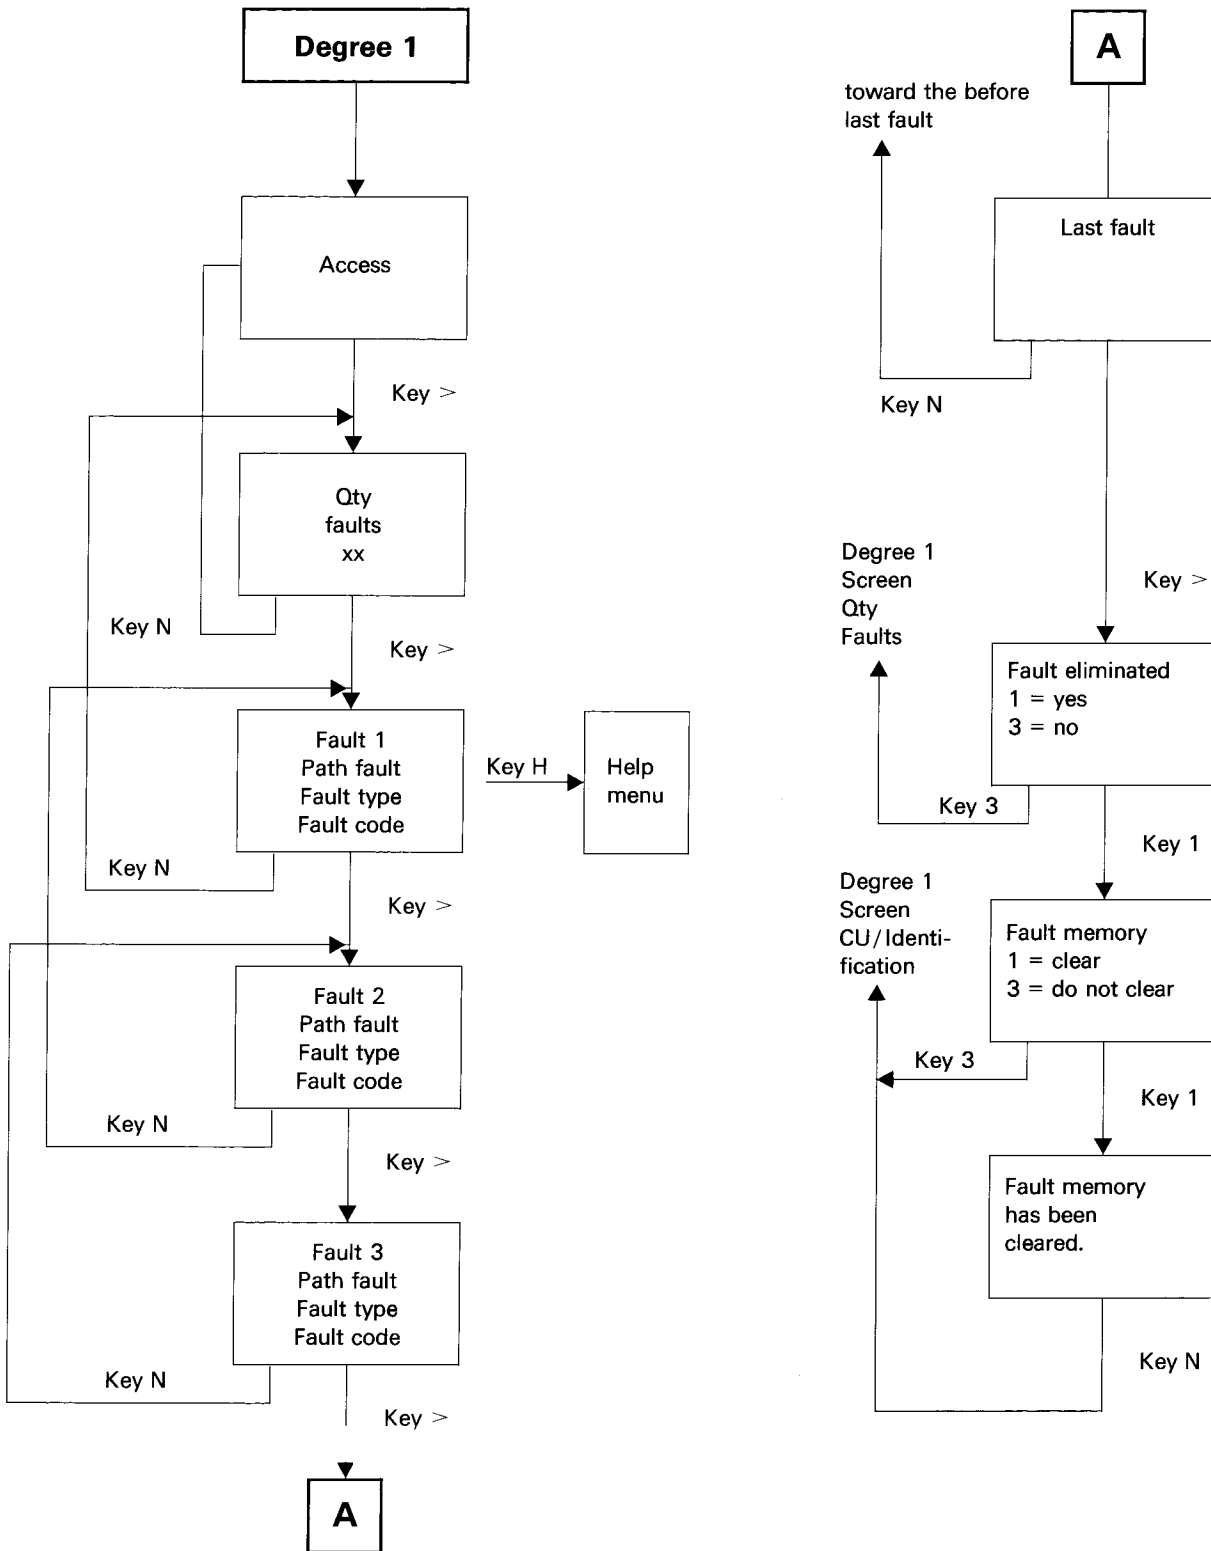 Degree 1
Access
Key >
Qty
faults
xx
Key N
Key >
Fault 1
Path fault
Fault type
Fault code
Key H
Help
menu
Key N
Key >
Fault 2
Path fault
Fault type
Fault code
Key N
Key >
Fault 3
Path fault
Fault type
Fault code
Key N
Key >
A
A
toward the before
last fault
Last fault
Key N
Key >
Degree 1
Screen
Qty
Faults
Fault eliminated
1 = yes
3 = no
Key 3
Key 1
Degree 1
Screen
CU/Identi-
fication
Fault memory
1 = clear
3 = do not clear
Key 3
Key 1
Fault memory
has been
cleared.
Key N